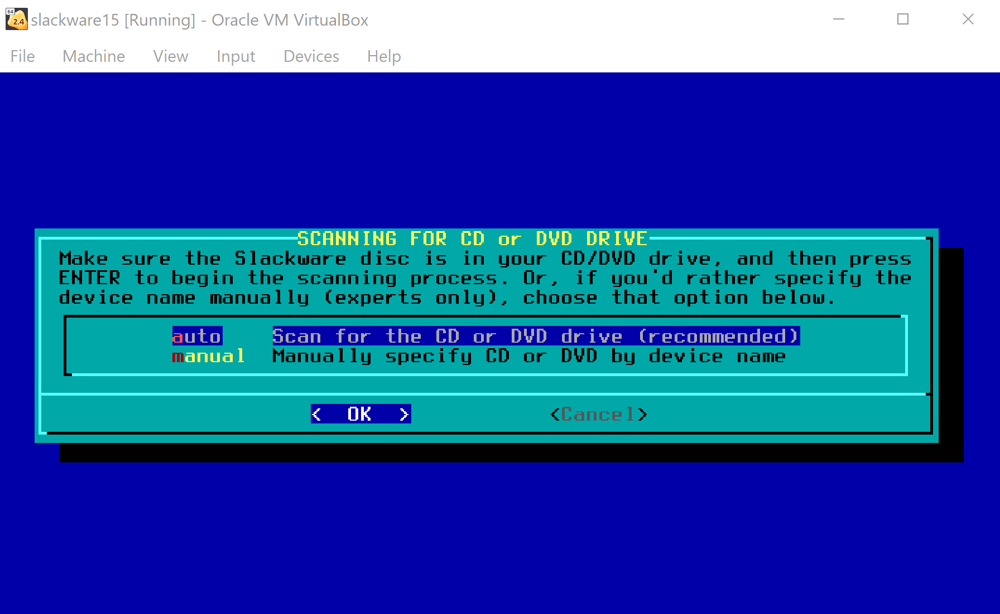 64
2.4
slackware15 [Running] - Oracle VM VirtualBox
File Machine View Input Devices Help
SCANNING FOR CD or DVD DRIVE
Make sure the Slackware disc is in your CD/DVD drive, and then press
ENTER to begin the scanning process. Or, if you'd rather specify the
device name manually (experts only), choose that option below.
auto Scan for the CD or DVD drive (recommended)
manual Manually specify CD or DVD by device name
< OK > <Cancel>